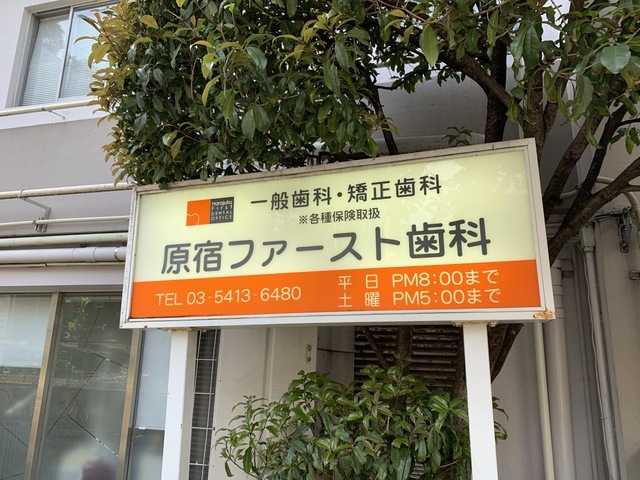 Harajuku
First
DENTAL
OFFICE
一般歯科・矯正歯科
※各種保険取扱
原宿ファースト歯科
TEL 03-5413-6480
平日 PM8:00まで
土曜 PM5:00まで